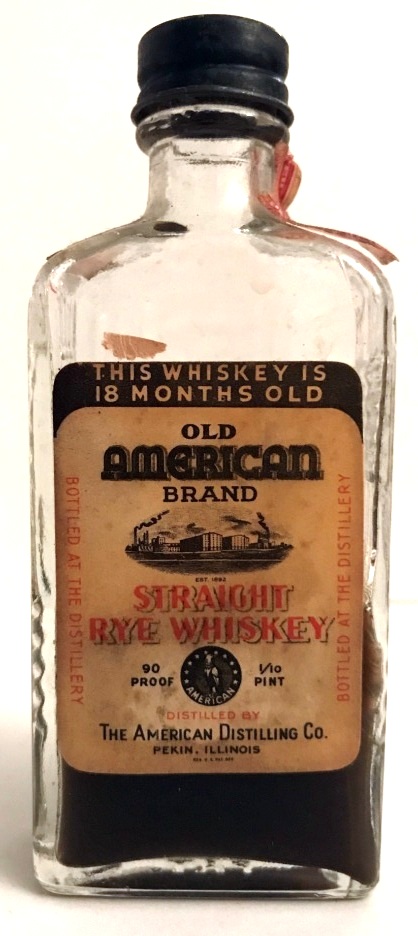 THIS WHISKEY IS
18 MONTHS OLD
OLD
AMERICAN
BRAND
EST. 1892
STRAIGHT
RYE WHISKEY
90
PROOF
AMERICAN
1/10
PINT
DISTILLED BY
THE AMERICAN DISTILLING CO.
PEKIN, ILLINOIS
BOTTLED AT THE DISTILLERY
BOTTLED AT THE DISTILLERY